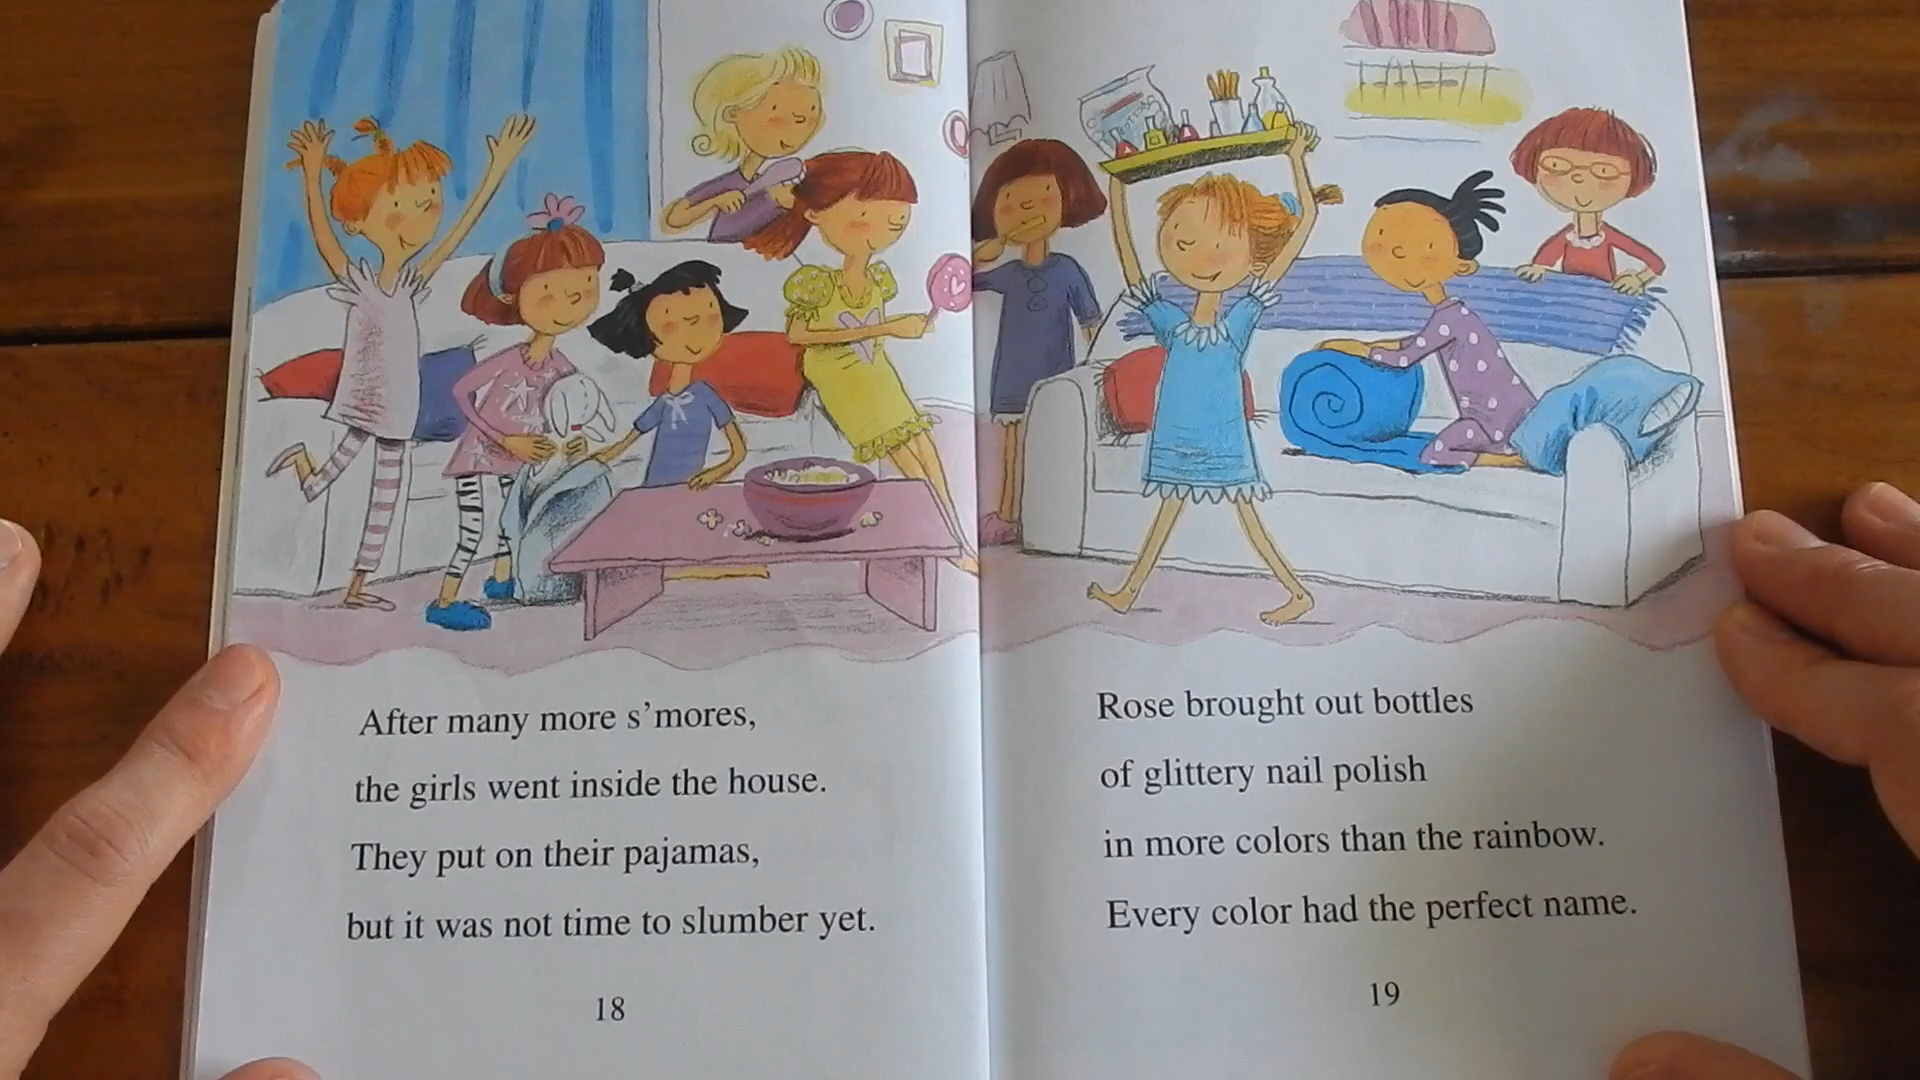 After many more s’mores,
the girls went inside the house.
They put on their pajamas,
but it was not time to slumber yet.
18
Rose brought out bottles
of glittery nail polish
in more colors than the rainbow.
Every color had the perfect name.
19